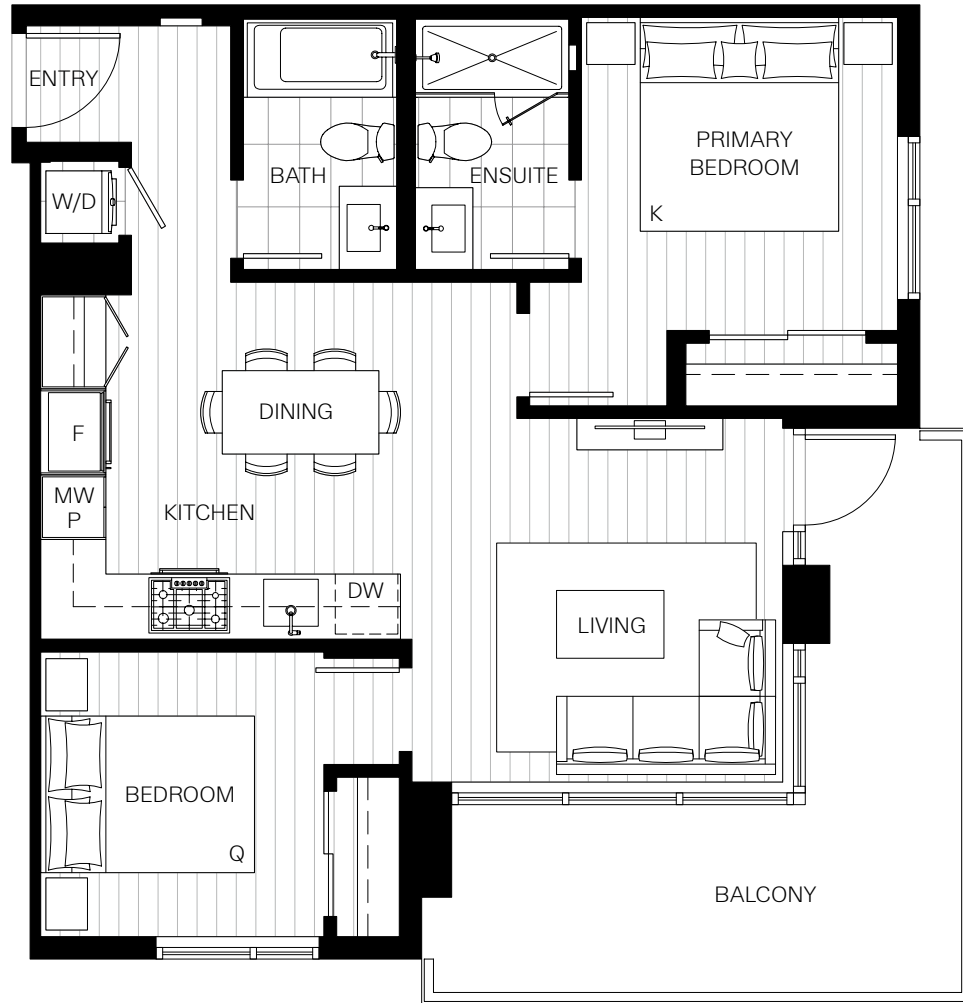 ENTRY
W/D
BATH
ENSUITE
PRIMARY
BEDROOM
K
DINING
F
MW
P
KITCHEN
DW
LIVING
BEDROOM
Q
BALCONY